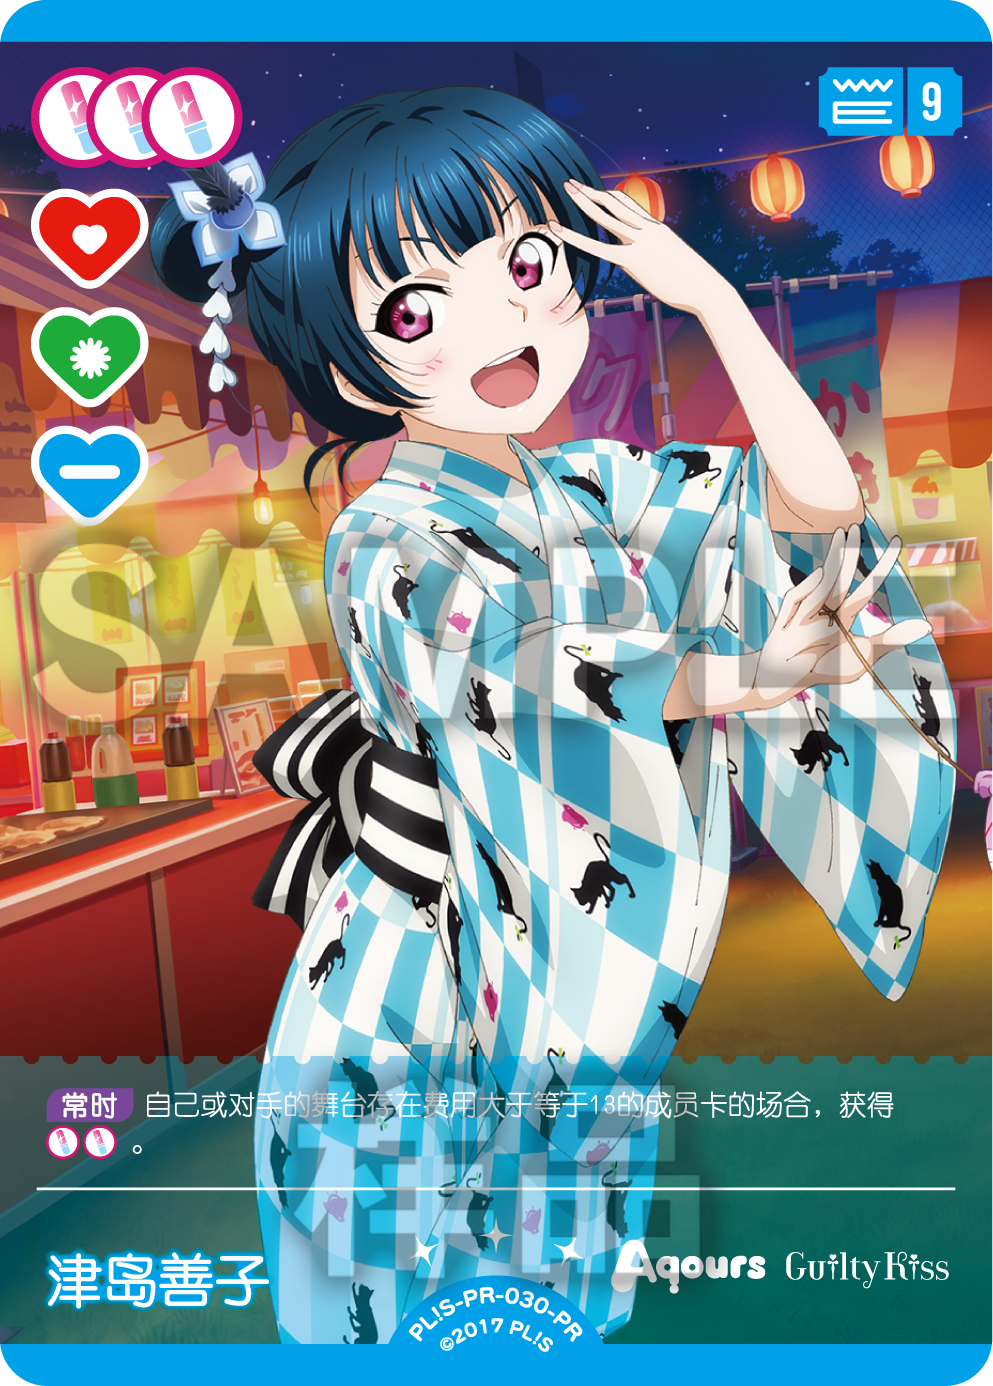 9
SAMPLE
ク
か
常时 自己或对手的舞台存在费用大于等于13的成员卡的场合，获得
。
样品
津岛善子
Aqours GuiltyKiss
PL!S-PR-030-PR
©2017 PL!S